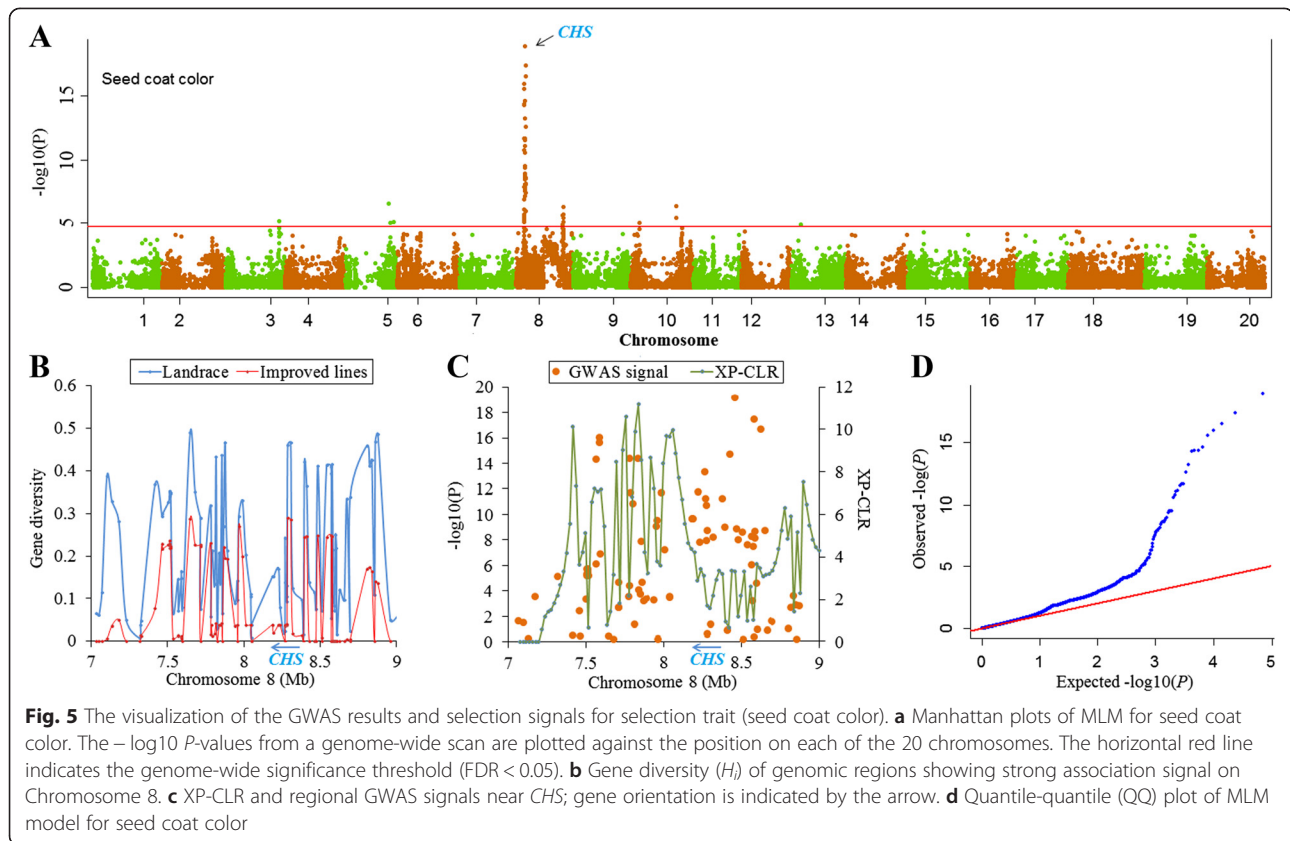 A
CHS
Seed coat color
-log10(P)
15
10
5
0
1 2 3 4 5 6 7 8 9 10 11 12 13 14 15 16 17 18 19 20
Chromosome
B
Landrace Improved lines
Gene diversity
0.6
0.5
0.4
0.3
0.2
0.1
0
7 7.5 8 8.5 9
CHS
Chromosome 8 (Mb)
C
GWAS signal XP-CLR
-log10(P)
20
18
16
14
12
10
8
6
4
2
0
12
10
8
6
4
2
0
XP-CLR
7 7.5 8 8.5 9
CHS
Chromosome 8 (Mb)
D
Observed -log(P)
15
10
5
0
0 1 2 3 4 5
Expected -log10(P)
Fig. 5 The visualization of the GWAS results and selection signals for selection trait (seed coat color). a Manhattan plots of MLM for seed coat
color. The − log10 P-values from a genome-wide scan are plotted against the position on each of the 20 chromosomes. The horizontal red line
indicates the genome-wide significance threshold (FDR < 0.05). b Gene diversity (Hi) of genomic regions showing strong association signal on
Chromosome 8. c XP-CLR and regional GWAS signals near CHS; gene orientation is indicated by the arrow. d Quantile-quantile (QQ) plot of MLM
model for seed coat color